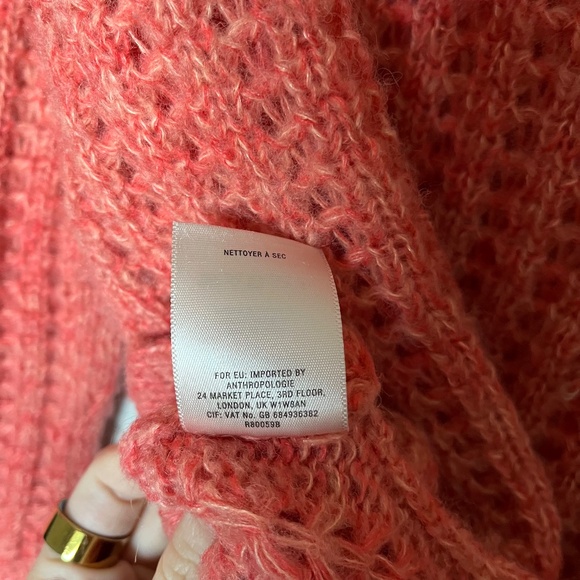 NETTOYER À SEC
FOR EU: IMPORTED BY
ANTHROPOLOGIE
24 MARKET PLACE, 3RD FLOOR,
LONDON, UK W1W8AN
CIF: VAT No. GB 684936382
R80059B